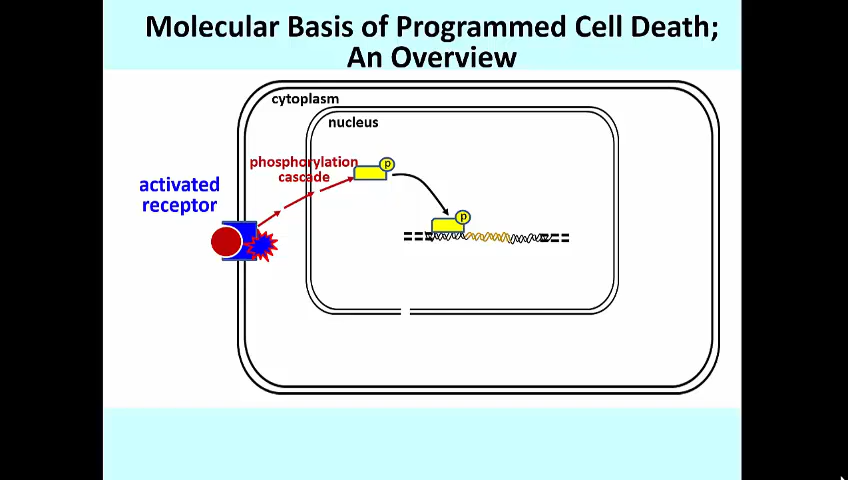 Molecular Basis of Programmed Cell Death;
An Overview
cytoplasm
nucleus
phosphorylation
cascade
p
activated
receptor
p